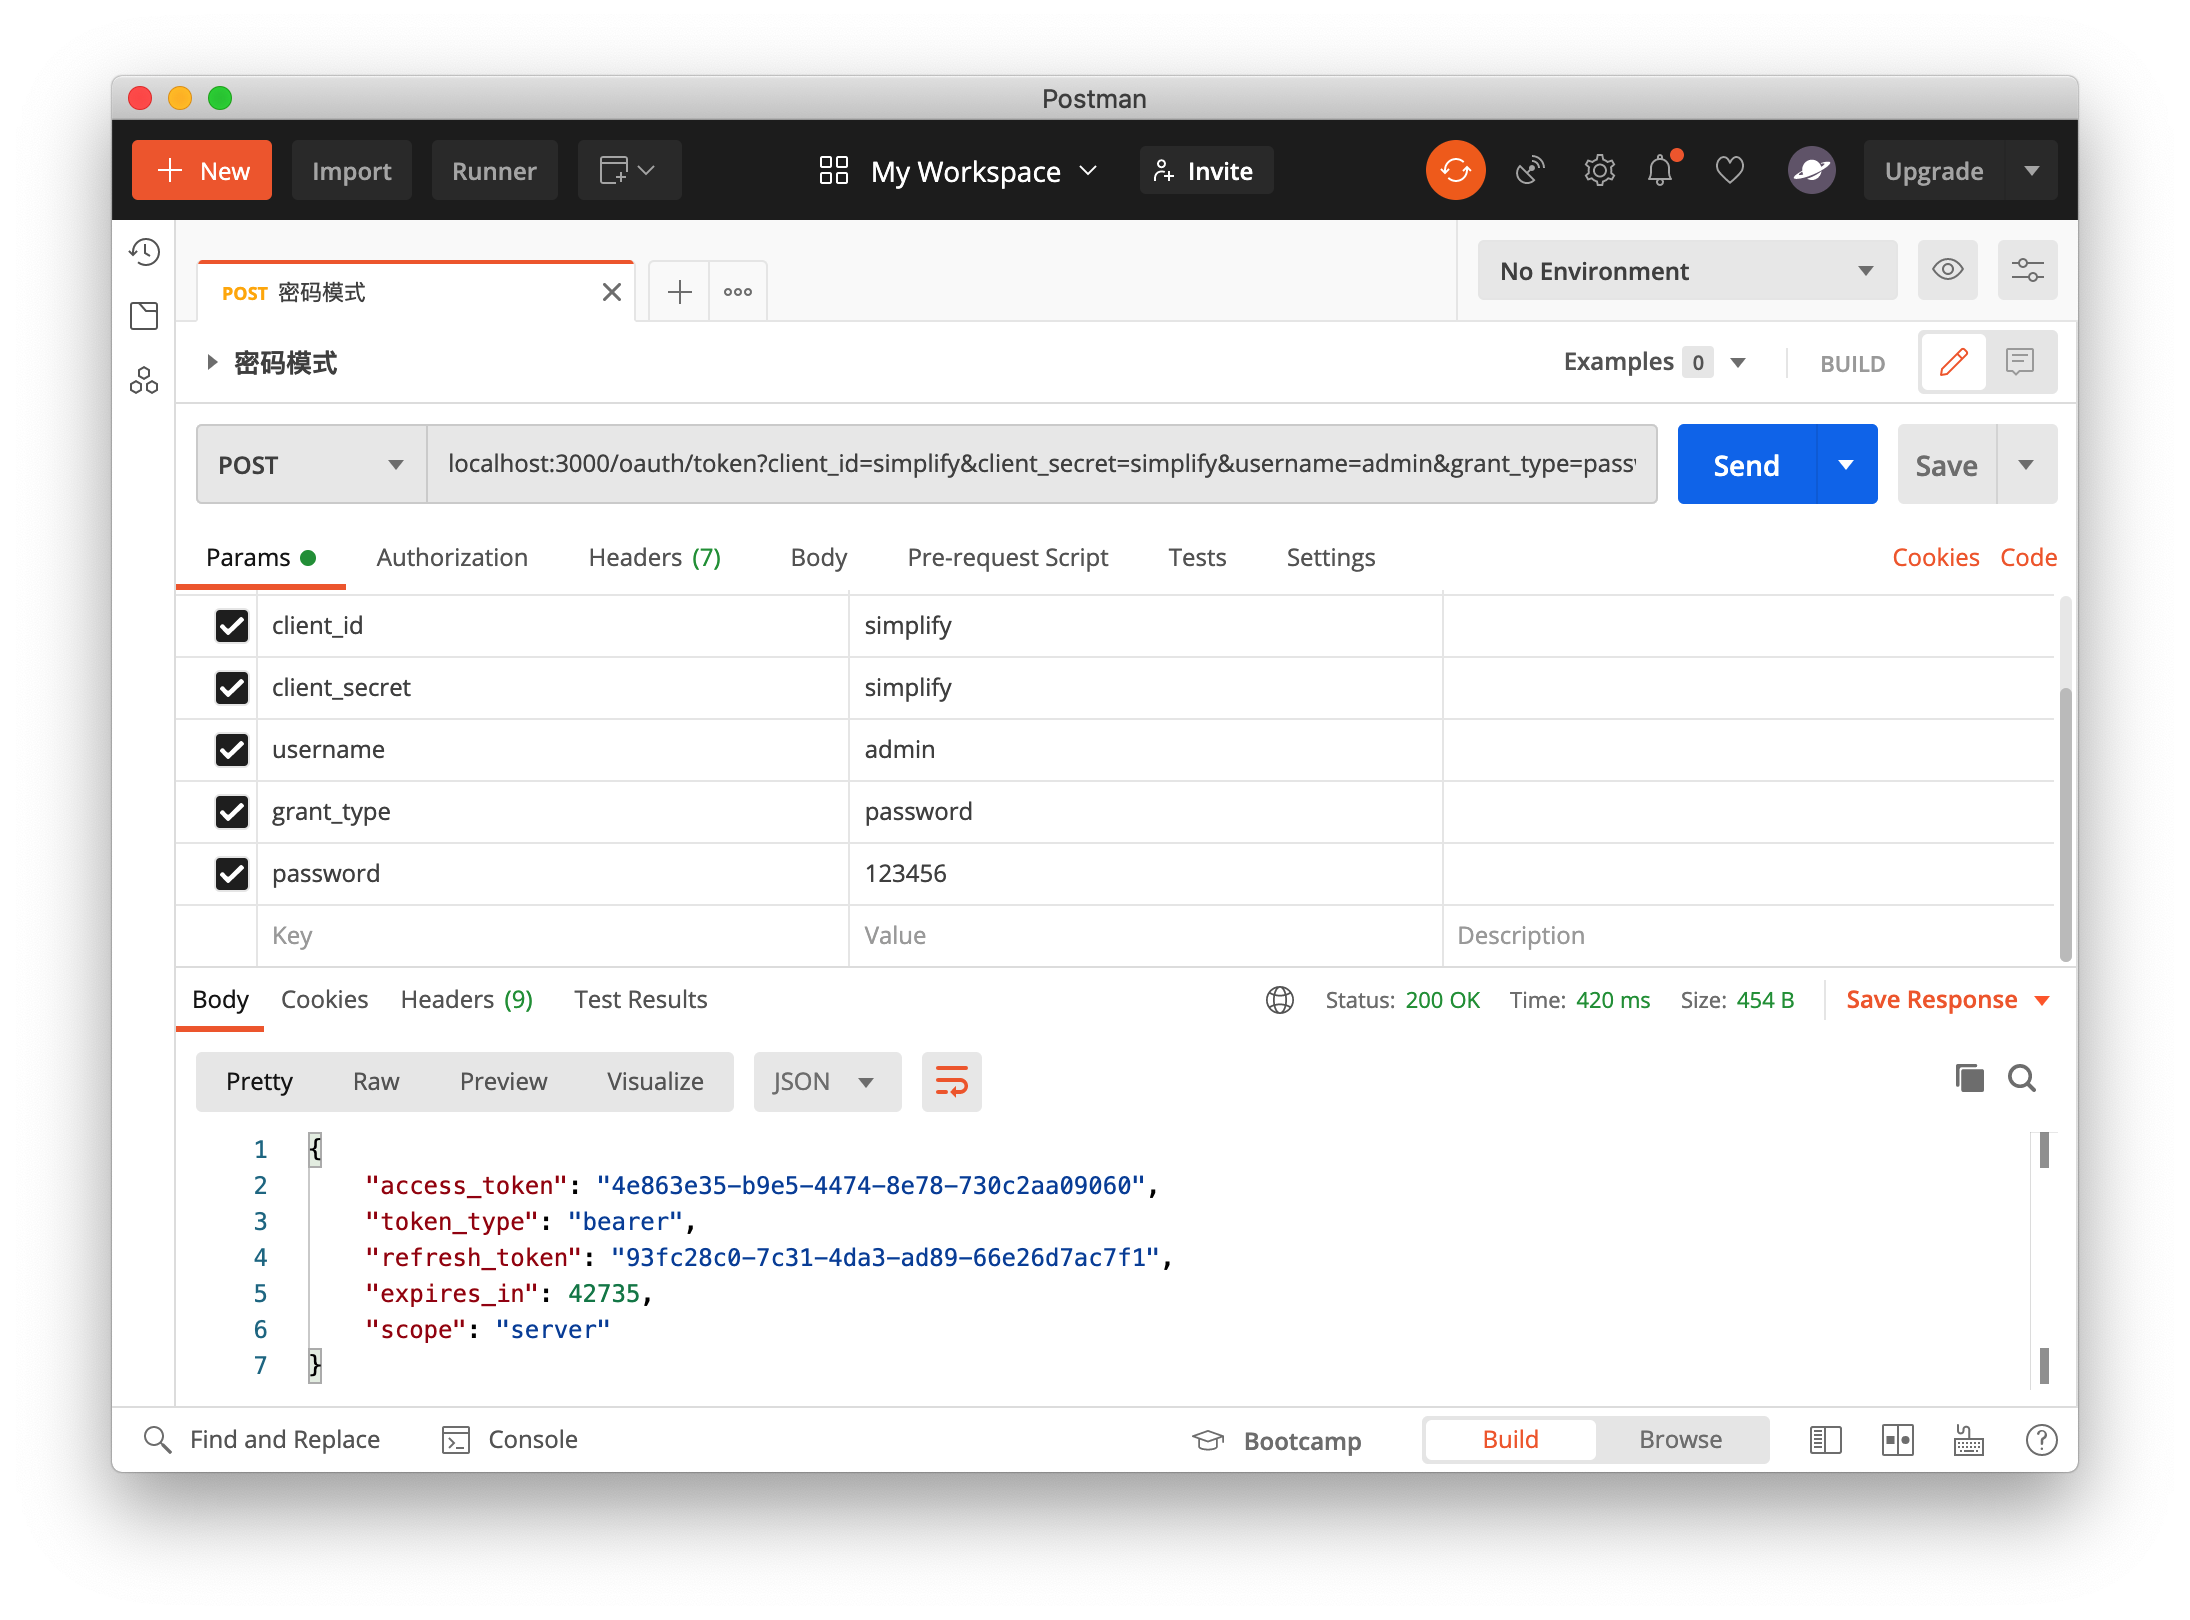 Postman
New
Import
Runner
My Workspace
Invite
Upgrade
POST 密码模式
No Environment
密码模式
Examples 0
BUILD
POST
localhost:3000/oauth/token?client_id=simplify&client_secret=simplify&username=admin&grant_type=pass
Send
Save
Params
Authorization
Headers (7)
Body
Pre-request Script
Tests
Settings
Cookies
Code
client_id simplify
client_secret simplify
username admin
grant_type password
password 123456
Key Value Description
Body
Cookies
Headers (9)
Test Results
Status: 200 OK
Time: 420 ms
Size: 454 B
Save Response
Pretty
Raw
Preview
Visualize
JSON
1 {
2 "access_token": "4e863e35-b9e5-4474-8e78-730c2aa09060",
3 "token_type": "bearer",
4 "refresh_token": "93fc28c0-7c31-4da3-ad89-66e26d7ac7f1",
5 "expires_in": 42735,
6 "scope": "server"
7 }
Find and Replace
Console
Bootcamp
Build
Browse